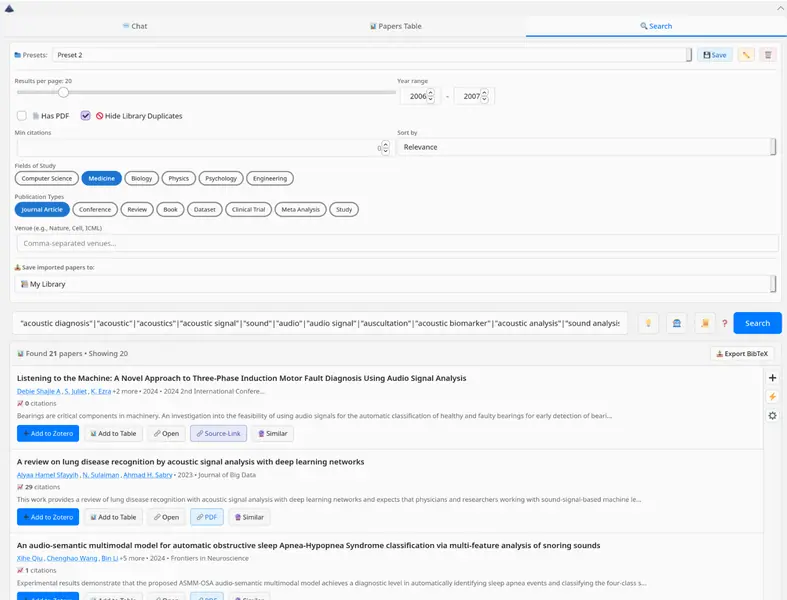 Chat
Papers Table
Search
Presets: Preset 2
Save
Results per page: 20
Year range
2006 - 2007
Has PDF
Hide Library Duplicates
Min citations
Sort by
0
Relevance
Fields of Study
Computer Science Medicine Biology Physics Psychology Engineering
Publication Types
Journal Article Conference Review Book Dataset Clinical Trial Meta Analysis Study
Venue (e.g., Nature, Cell, ICML)
Comma-separated venues...
Save imported papers to:
My Library
"acoustic diagnosis"|"acoustic"|"acoustics"|"acoustic signal"|"sound"|"audio"|"audio signal"|"auscultation"|"acoustic biomarker"|"acoustic analysis"|"sound analysis
?
Search
Found 21 papers • Showing 20
Export BibTeX
Listening to the Machine: A Novel Approach to Three-Phase Induction Motor Fault Diagnosis Using Audio Signal Analysis
Debie Shajie A, S. Juliet, K. Ezra +2 more • 2024 • 2024 2nd International Confere...
0 citations
Bearings are critical components in machinery. An investigation into the feasibility of using audio signals for the automatic classification of healthy and faulty bearings for early detection of beari...
+ Add to Zotero Add to Table Open Source-Link Similar
A review on lung disease recognition by acoustic signal analysis with deep learning networks
Alyaa Hamel Sfayyih, N. Sulaiman, Ahmad H. Sabry • 2023 • Journal of Big Data
29 citations
This work provides a review of lung disease recognition with acoustic signal analysis with deep learning networks and expects that physicians and researchers working with sound-signal-based machine le...
+ Add to Zotero Add to Table Open PDF Similar
An audio-semantic multimodal model for automatic obstructive sleep Apnea-Hypopnea Syndrome classification via multi-feature analysis of snoring sounds
Xihe Qiu, Chenghao Wang, Bin Li +5 more • 2024 • Frontiers in Neuroscience
1 citations
Experimental results demonstrate that the proposed ASMM-OSA audio-semantic multimodal model achieves a diagnostic level in automatically identifying sleep apnea events and classifying the four-class s...
+ Add to Zotero Add to Table Open PDF Similar